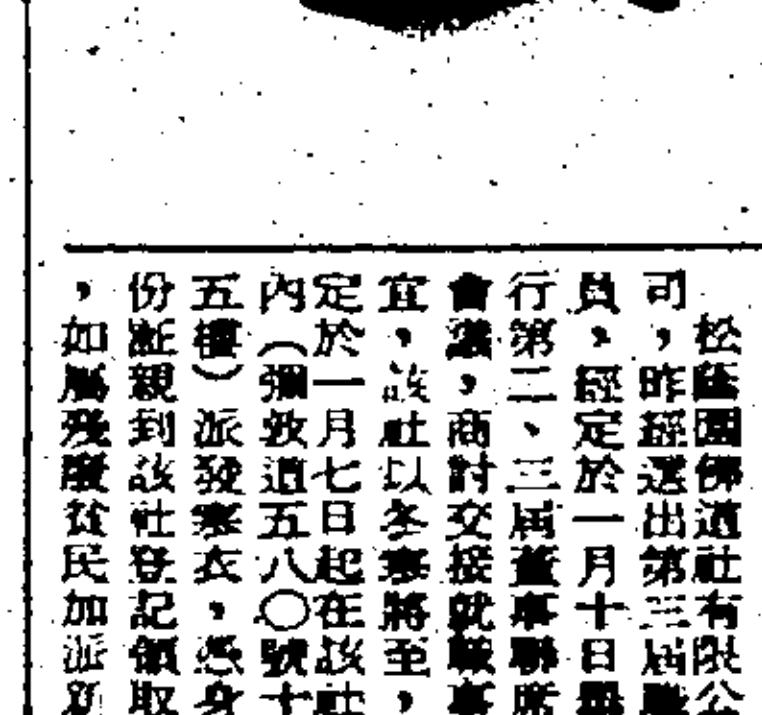 松蔭園佛道社有限公
司，昨經選出第三屆職
員，經定於一月十日舉
行第二、三屆董事聯席
會議，商討交接就職事
宜，該社以冬寒將至，
定於一月七日起在該社
內（彌敦道五八〇號十
五樓）派發寒衣，憑身
份証親到該社登記領取
，如屬殘廢貧民加派新